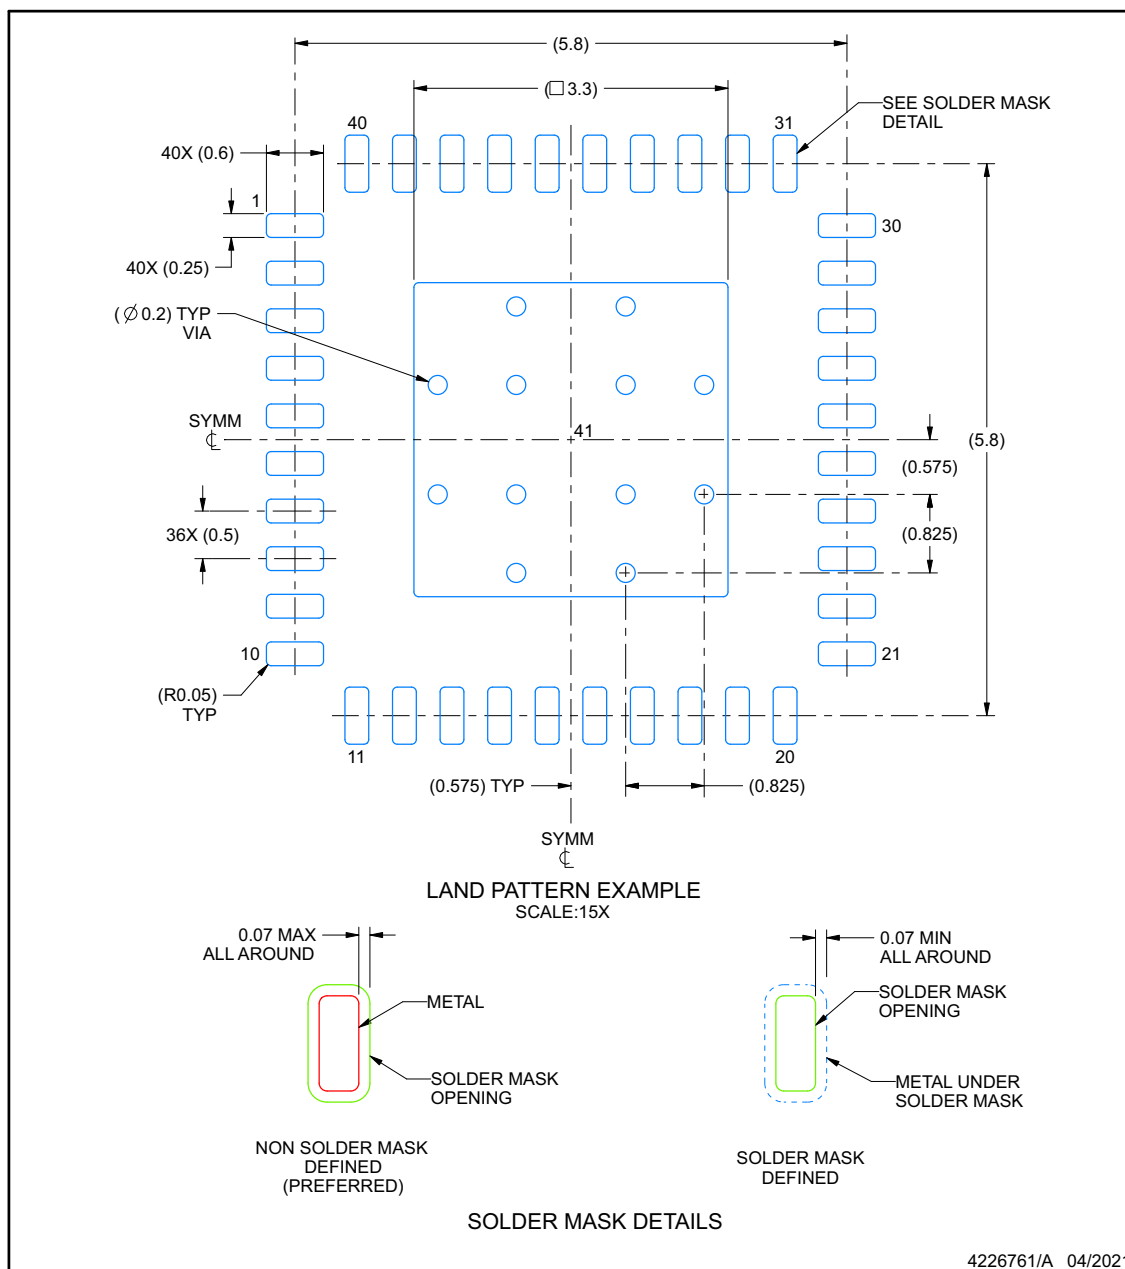 (5.8)
(□3.3)
40
31
SEE SOLDER MASK
DETAIL
40X (0.6)
1
30
40X (0.25)
(⌀0.2) TYP
VIA
SYMM
℄
41
(5.8)
(0.575)
36X (0.5)
(0.825)
10
21
(R0.05)
TYP
11
20
(0.575) TYP
(0.825)
SYMM
℄
LAND PATTERN EXAMPLE
SCALE:15X
0.07 MAX
ALL AROUND
METAL
SOLDER MASK
OPENING
NON SOLDER MASK
DEFINED
(PREFERRED)
0.07 MIN
ALL AROUND
SOLDER MASK
OPENING
METAL UNDER
SOLDER MASK
SOLDER MASK
DEFINED
SOLDER MASK DETAILS
4226761/A 04/2021